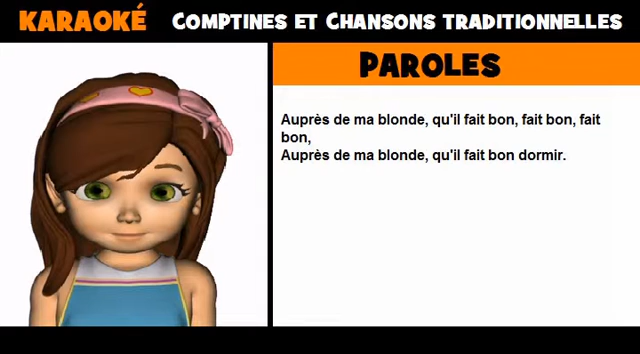 KARAOKÉ COMPTINES ET CHANSONS TRADITIONNELLES
PAROLES
Auprès de ma blonde, qu'il fait bon, fait bon, fait
bon,
Auprès de ma blonde, qu'il fait bon dormir.